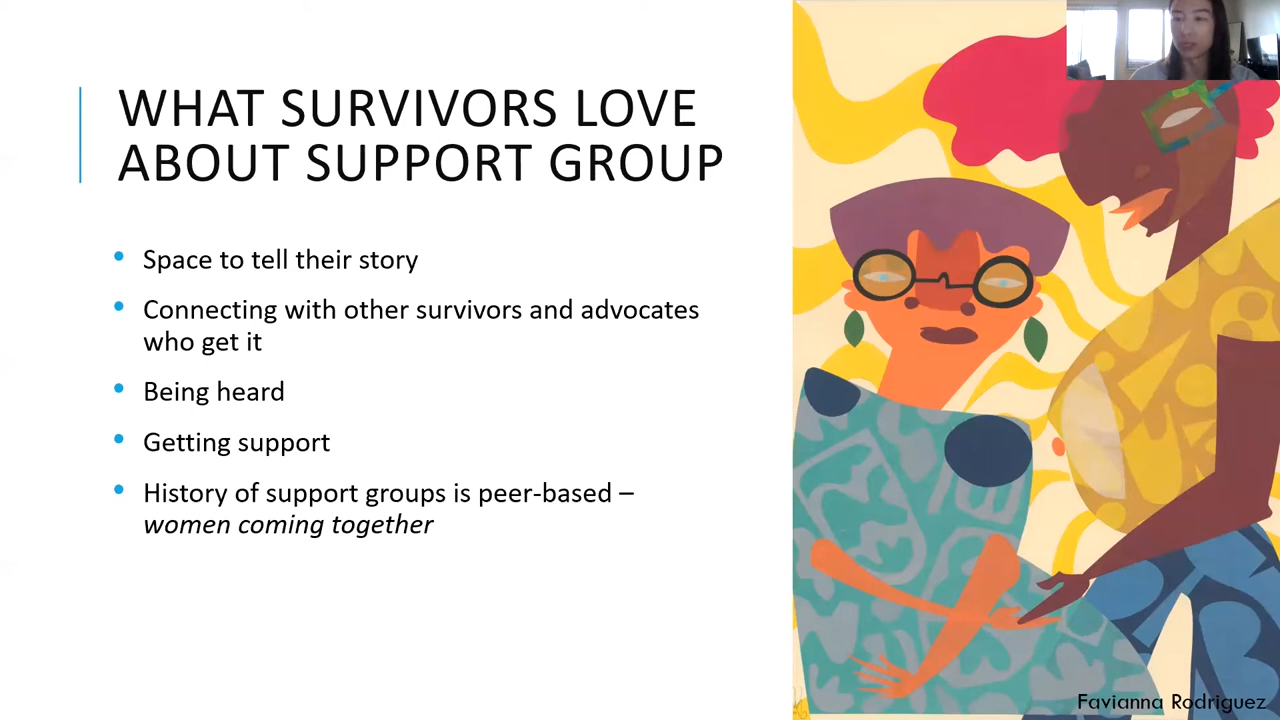 WHAT SURVIVORS LOVE
ABOUT SUPPORT GROUP
• Space to tell their story
• Connecting with other survivors and advocates
who get it
• Being heard
• Getting support
• History of support groups is peer-based –
women coming together
Favianna Rodriguez